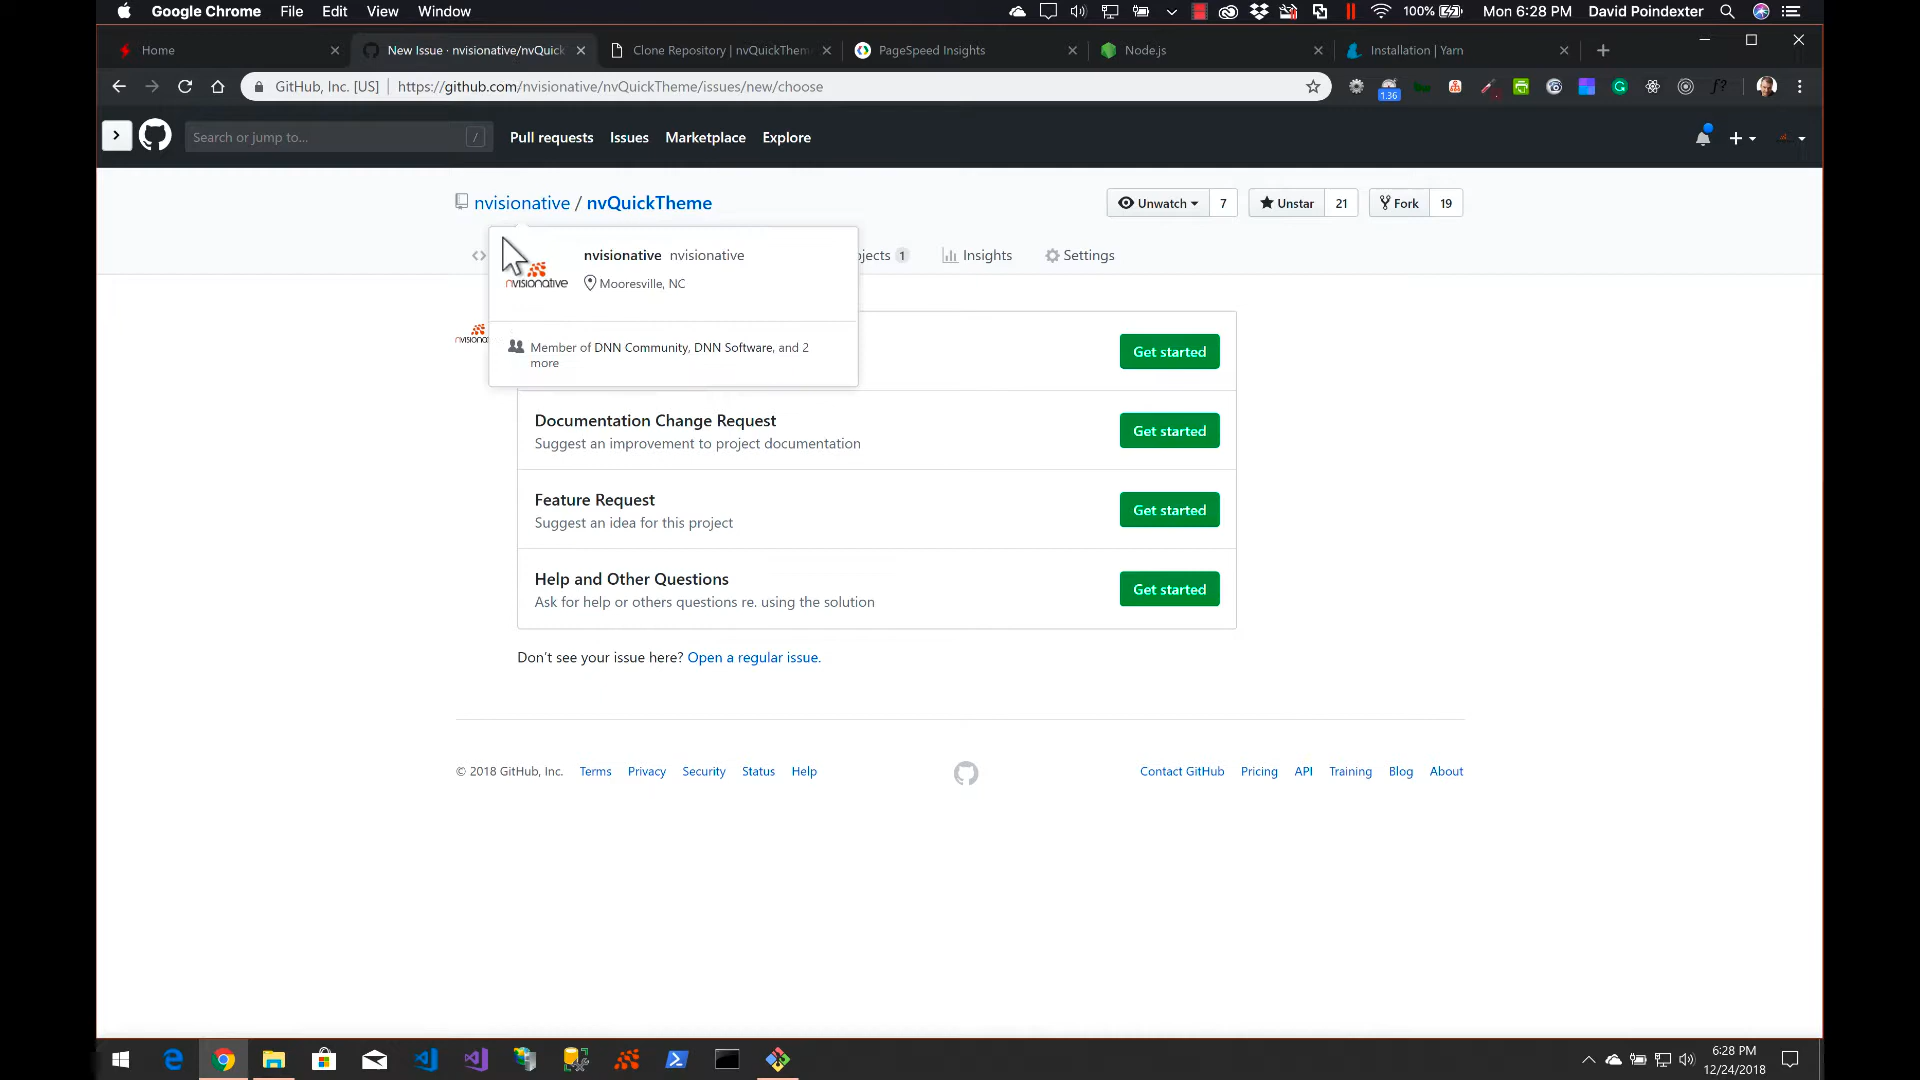 Google Chrome File Edit View Window
100% Mon 6:28 PM David Poindexter
Home
New Issue · nvisionative/nvQuick
Clone Repository | nvQuickThem
PageSpeed Insights
Node.js
Installation | Yarn
GitHub, Inc. [US] https://github.com/nvisionative/nvQuickTheme/issues/new/choose
1.36
Search or jump to... /
Pull requests Issues Marketplace Explore
nvisionative / nvQuickTheme
Unwatch 7
Unstar 21
Fork 19
nvisionative nvisionative
Mooresville, NC
nvisionative
ojects 1
Insights
Settings
Member of DNN Community, DNN Software, and 2
more
Get started
Documentation Change Request
Suggest an improvement to project documentation
Get started
Feature Request
Suggest an idea for this project
Get started
Help and Other Questions
Ask for help or others questions re. using the solution
Get started
Don't see your issue here? Open a regular issue.
© 2018 GitHub, Inc. Terms Privacy Security Status Help
Contact GitHub Pricing API Training Blog About
6:28 PM
12/24/2018